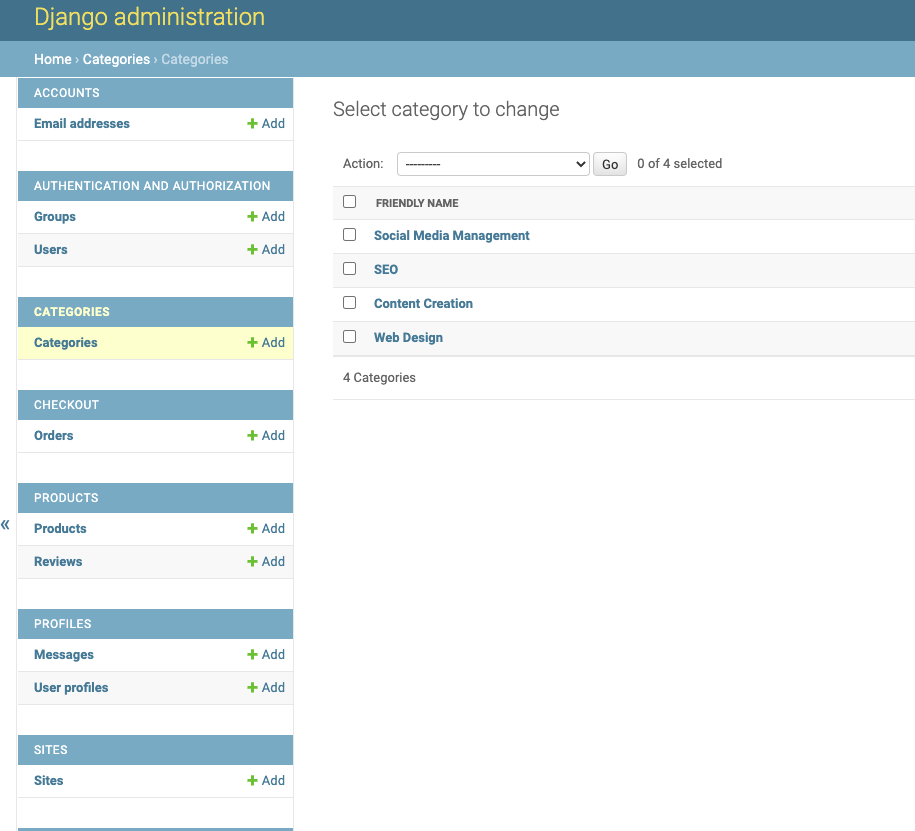 Django administration
Home › Categories › Categories
ACCOUNTS
Email addresses + Add
AUTHENTICATION AND AUTHORIZATION
Groups + Add
Users + Add
CATEGORIES
Categories + Add
CHECKOUT
Orders + Add
PRODUCTS
Products + Add
Reviews + Add
PROFILES
Messages + Add
User profiles + Add
SITES
Sites + Add
«
Select category to change
Action: --------- Go 0 of 4 selected
FRIENDLY NAME
Social Media Management
SEO
Content Creation
Web Design
4 Categories